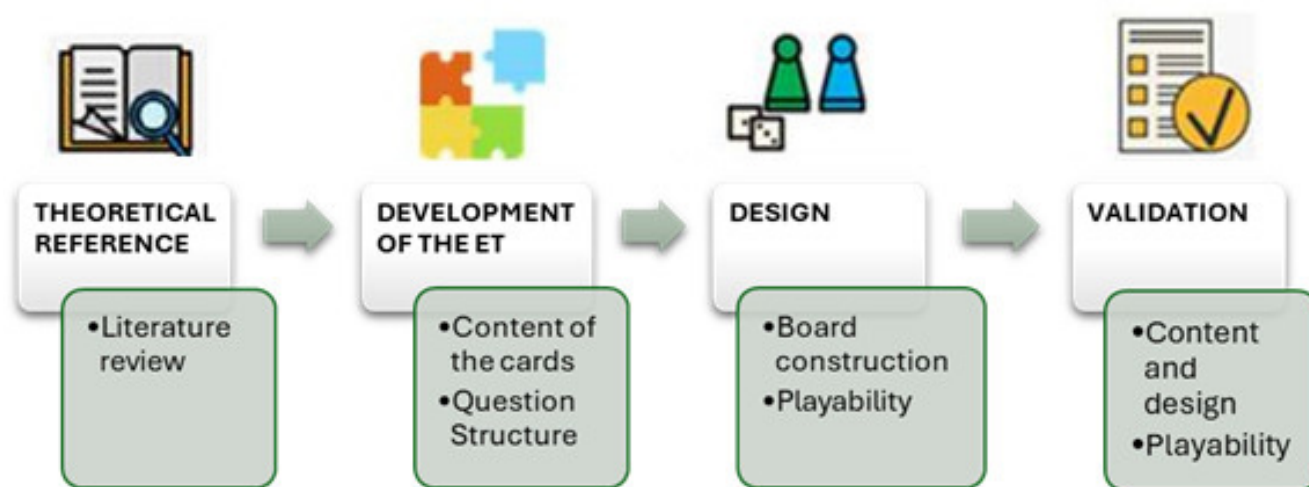 THEORETICAL
REFERENCE
•Literature
review
DEVELOPMENT
OF THE ET
•Content of
the cards
•Question
Structure
DESIGN
•Board
construction
•Playability
VALIDATION
•Content
and
design
•Playability